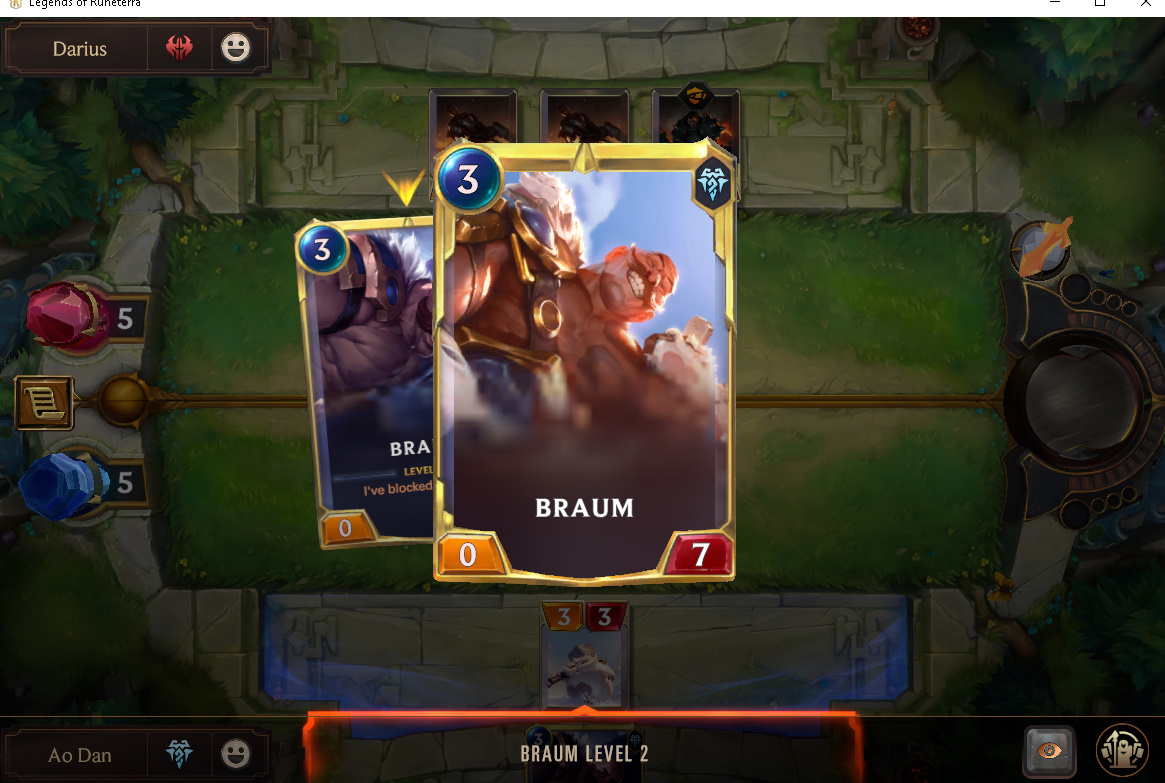 Legends of Runeterra
Darius
3
3
5
BRA
LEVEL
I've blocked
0
BRAUM
0
7
5
3 3
3
Ao Dan
BRAUM LEVEL 2